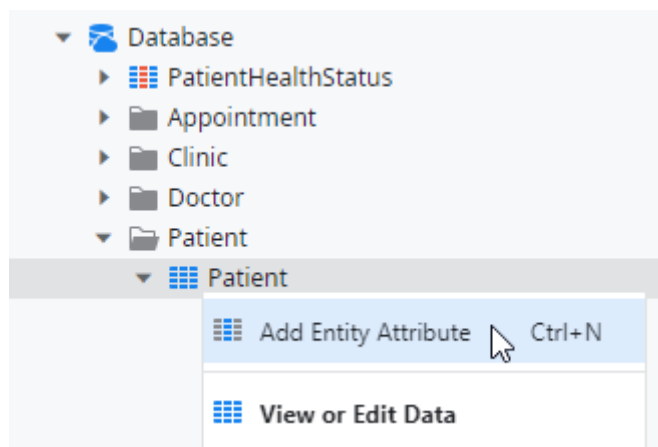 Database
PatientHealthStatus
Appointment
Clinic
Doctor
Patient
Patient
Add Entity Attribute Ctrl+N
View or Edit Data